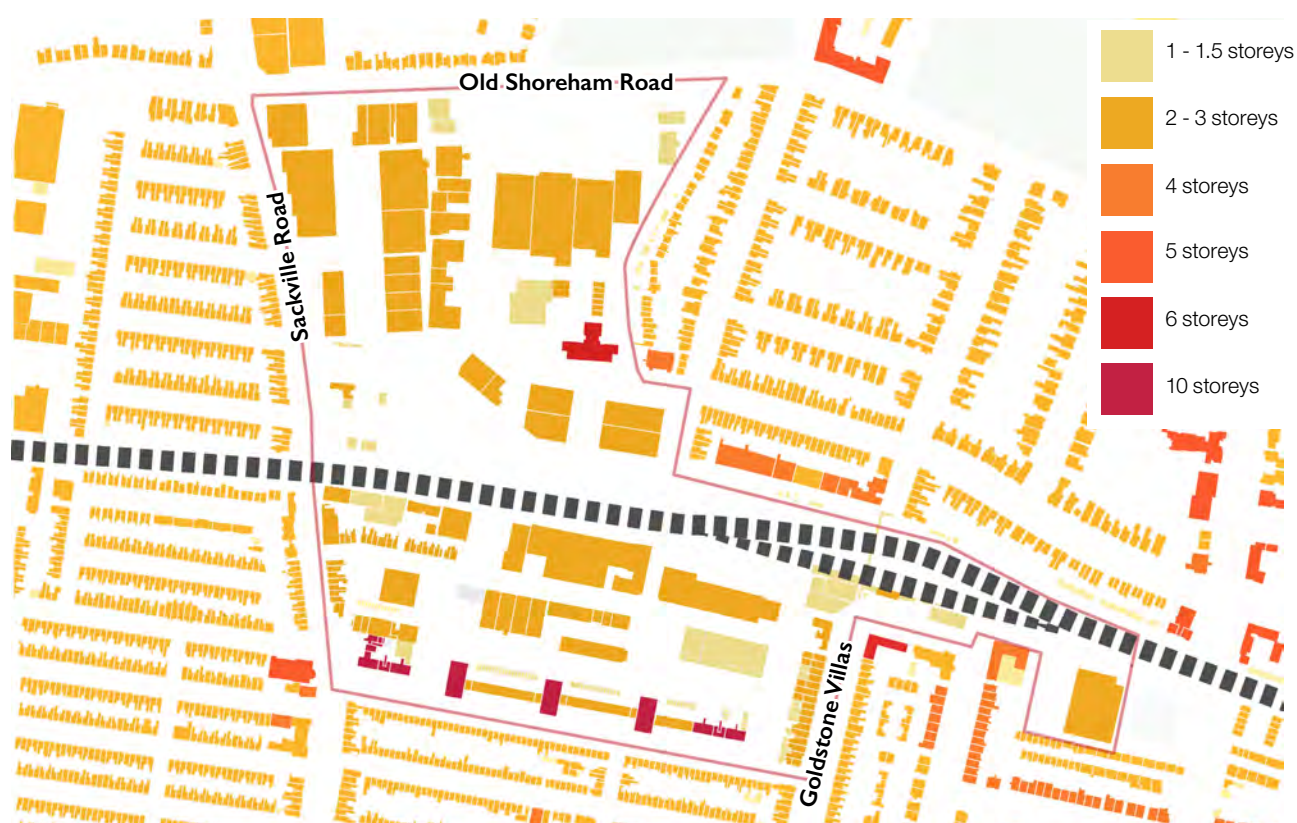 Old Shoreham Road
Sackville Road
Goldstone Villas
1 - 1.5 storeys
2 - 3 storeys
4 storeys
5 storeys
6 storeys
10 storeys